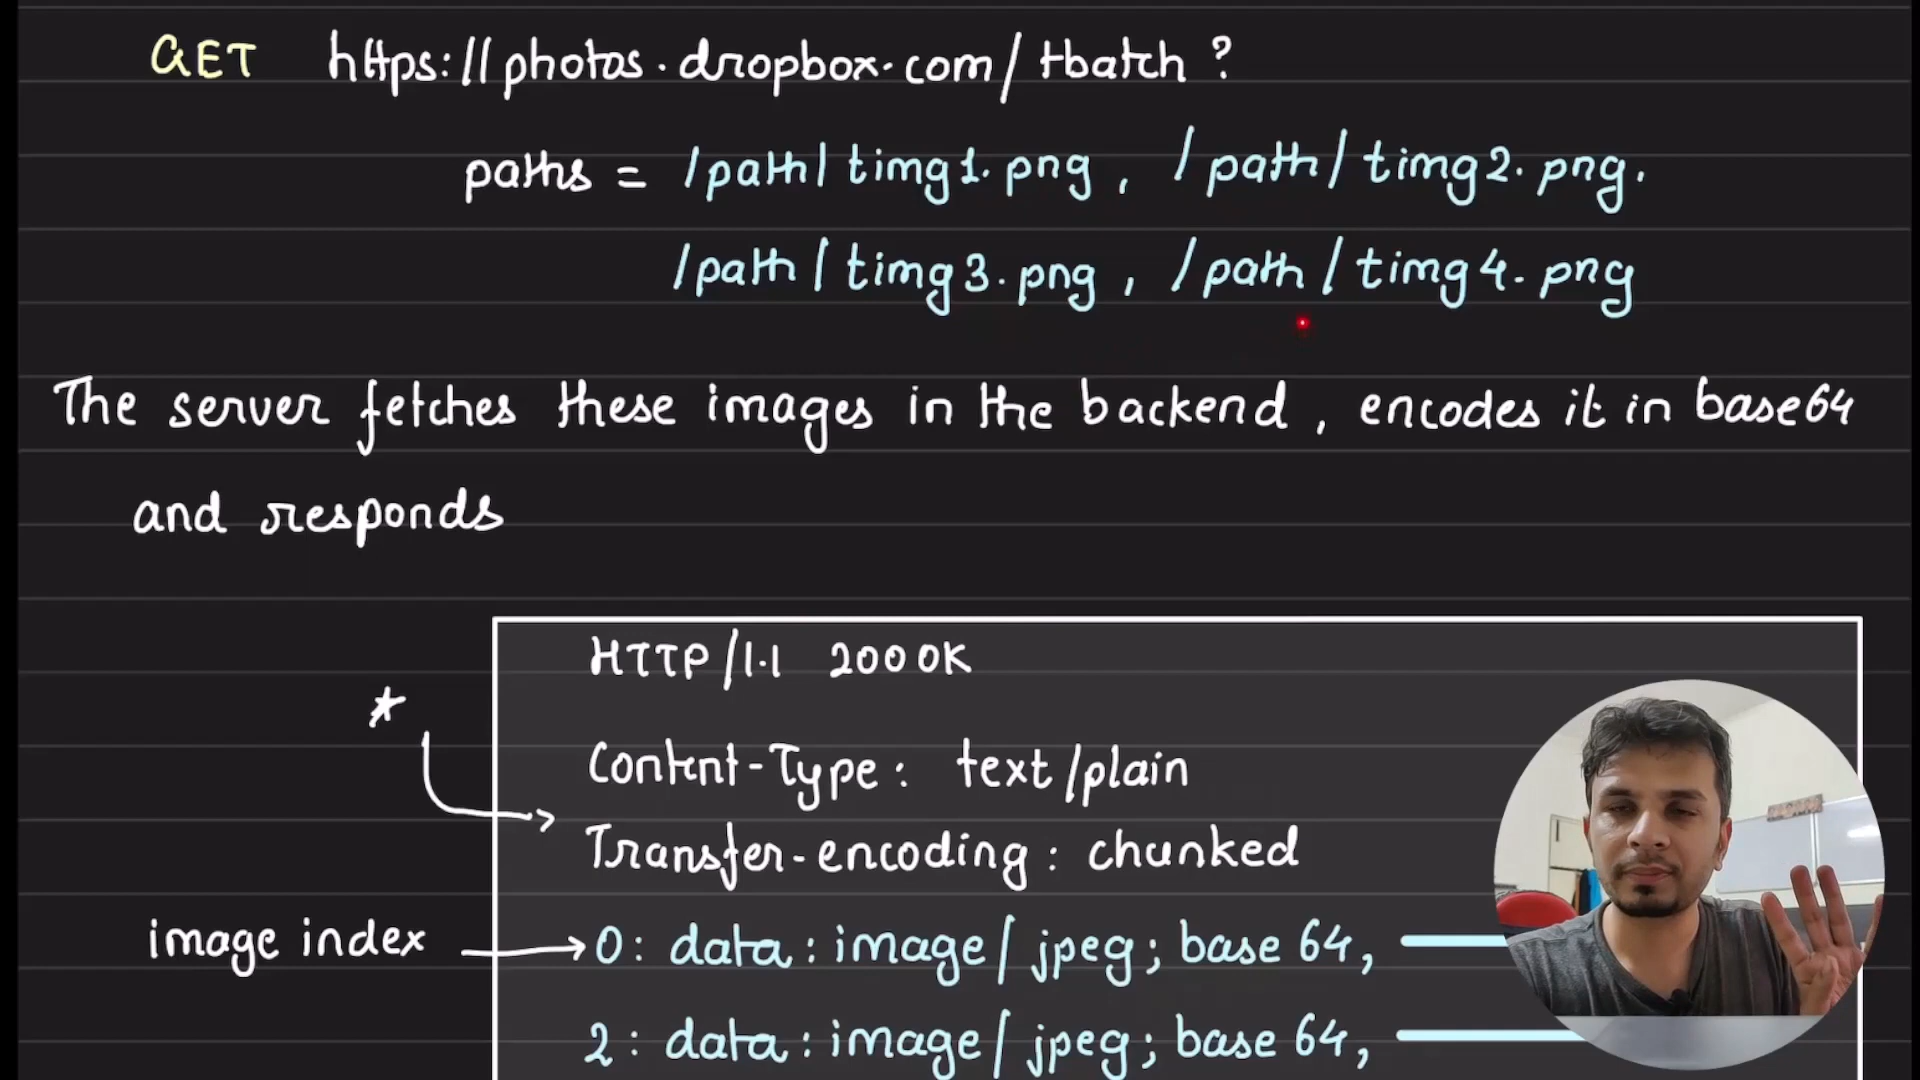 GET https://photos.dropbox.com/tbatch?
paths = /path/timg1.png, /path/timg2.png.
/path/timg3.png, /path/timg4.png
The server fetches these images in the backend, encodes it in base64
and responds
HTTP/1.1 200 OK
*
Content-Type: text/plain
Transfer-encoding: chunked
image index → 0: data: image/jpeg; base 64,
2: data: image/jpeg; base 64,